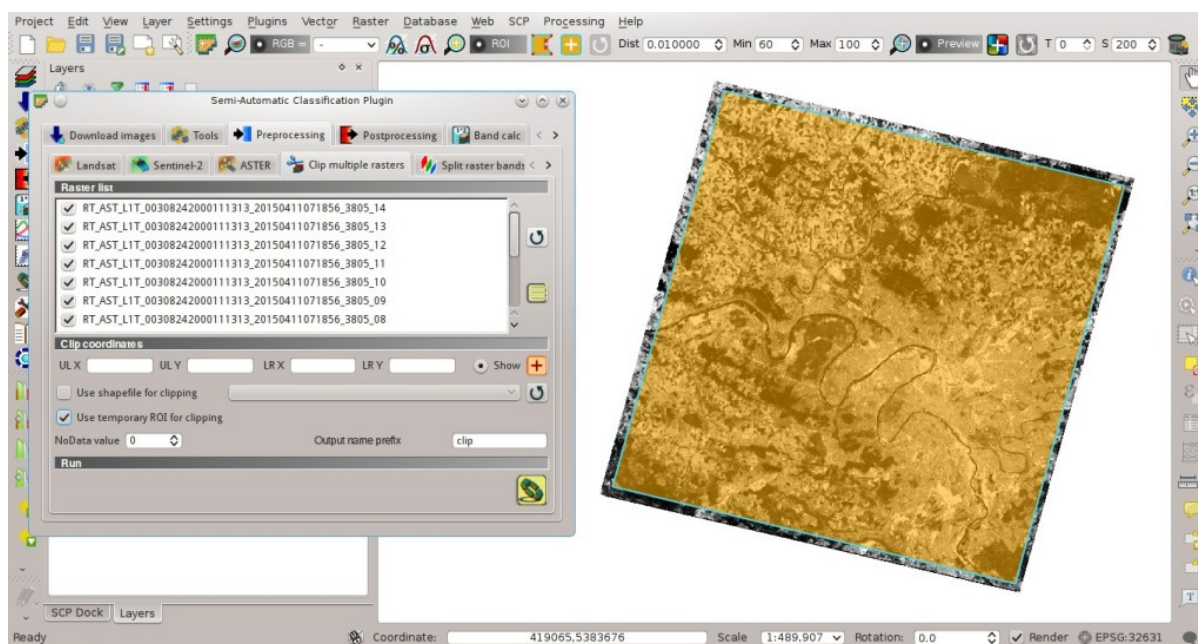 Project Edit View Layer Settings Plugins Vector Raster Database Web SCP Processing Help
RGB = - ROI Dist 0.010000 Min 60 Max 100 Preview T 0 S 200
Layers
Semi-Automatic Classification Plugin
Download images Tools Preprocessing Postprocessing Band calc
Landsat Sentinel-2 ASTER Clip multiple rasters Split raster bands
Raster list
RT_AST_L1T_00308242000111313_20150411071856_3805_14
RT_AST_L1T_00308242000111313_20150411071856_3805_13
RT_AST_L1T_00308242000111313_20150411071856_3805_12
RT_AST_L1T_00308242000111313_20150411071856_3805_11
RT_AST_L1T_00308242000111313_20150411071856_3805_10
RT_AST_L1T_00308242000111313_20150411071856_3805_09
RT_AST_L1T_00308242000111313_20150411071856_3805_08
Clip coordinates
UL X UL Y LR X LR Y Show
Use shapefile for clipping
Use temporary ROI for clipping
NoData value 0 Output name prefix clip
Run
SCP Dock Layers
Ready Coordinate: 419065,5383676 Scale 1:489,907 Rotation: 0.0 Render EPSG:32631